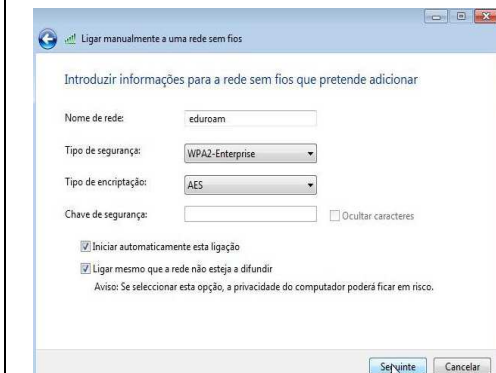 Ligar manualmente a uma rede sem fios
Introduzir informações para a rede sem fios que pretende adicionar
Nome de rede: eduroam
Tipo de segurança: WPA2-Enterprise
Tipo de encriptação: AES
Chave de segurança: Ocultar caracteres
Iniciar automaticamente esta ligação
Ligar mesmo que a rede não esteja a difundir
Aviso: Se seleccionar esta opção, a privacidade do computador poderá ficar em risco.
Seguinte Cancelar